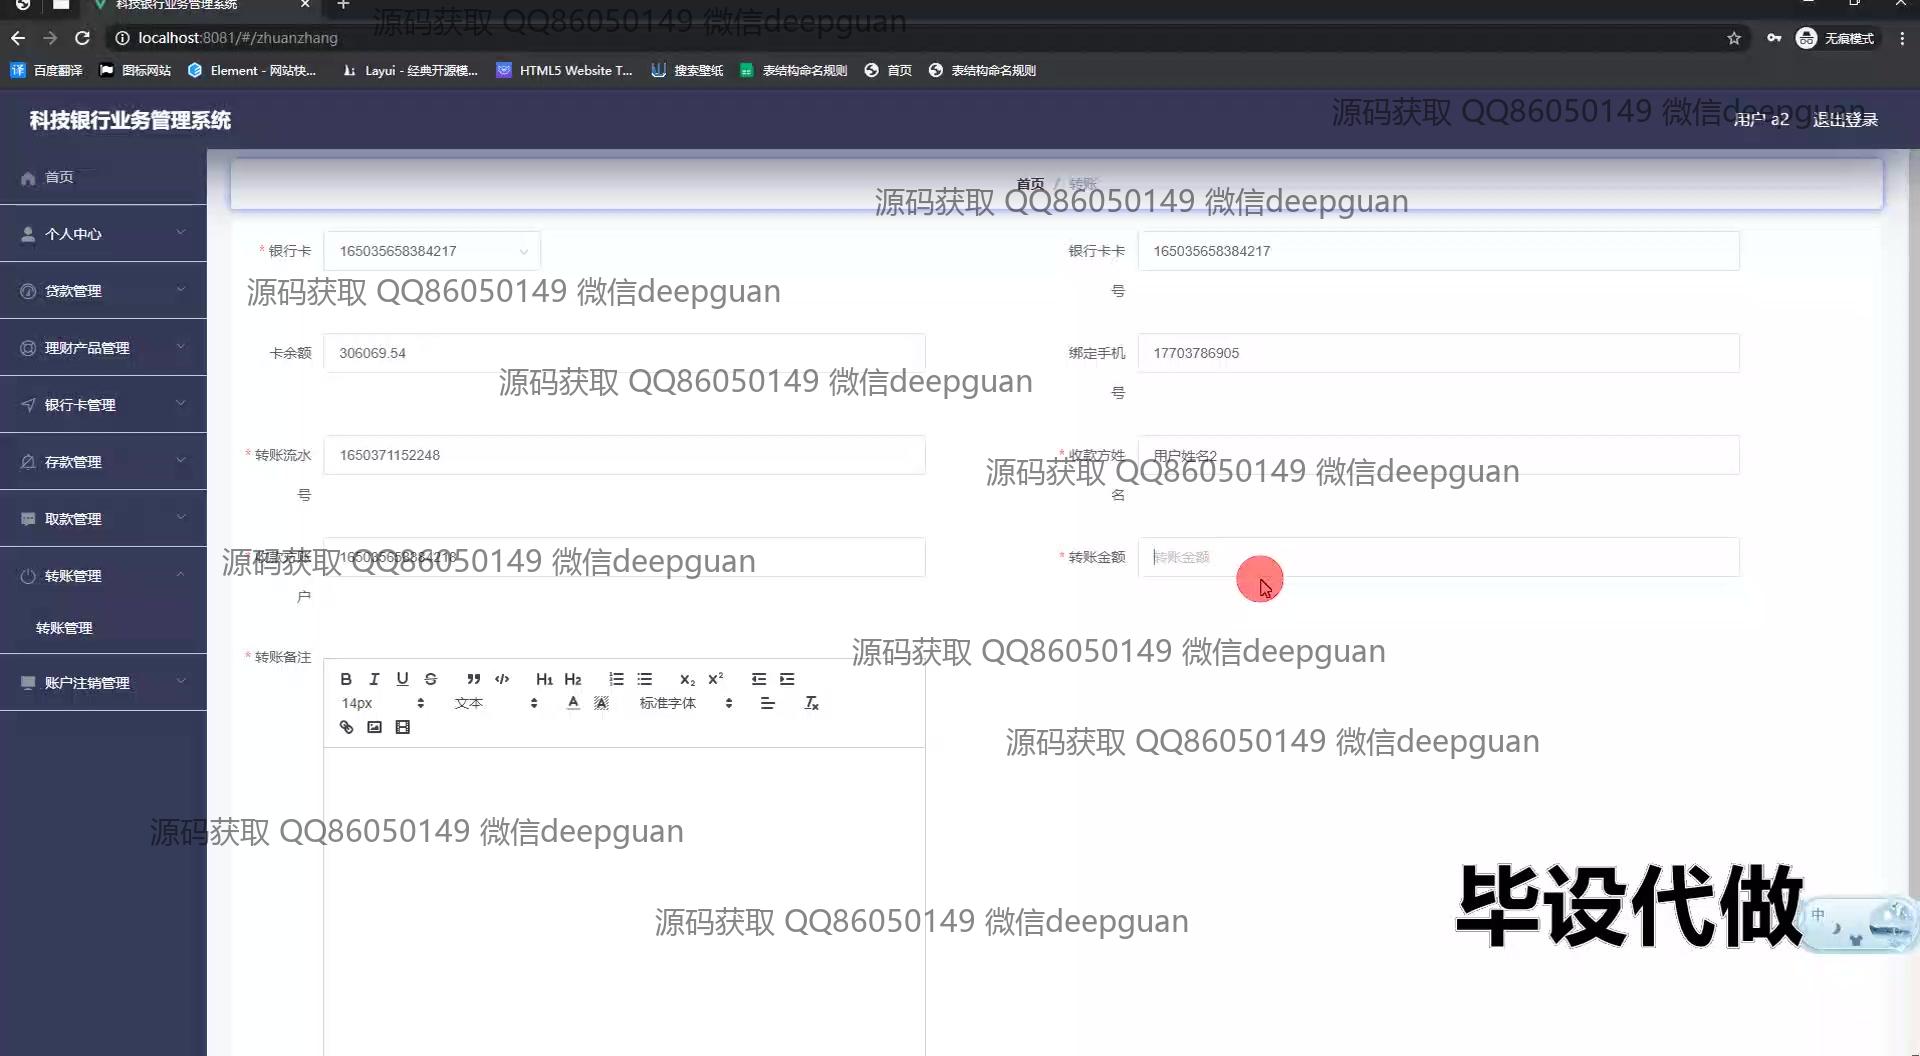 科技银行业务管理系统
源码获取 QQ86050149 微信deepguan
localhost:8081/#/zhuanzhang
无痕模式
百度翻译 图标网站 Element - 网站快... Layui - 经典开源模... HTML5 Website T... 搜索壁纸 表结构命名规则 首页 表结构命名规则
源码获取 QQ86050149 微信deepguan
科技银行业务管理系统
用户 a2 退出登录
首页
首页 / 转账
源码获取 QQ86050149 微信deepguan
个人中心
* 银行卡 165035658384217
银行卡卡号 165035658384217
贷款管理
源码获取 QQ86050149 微信deepguan
理财产品管理
卡余额 306069.54
绑定手机号 17703786905
源码获取 QQ86050149 微信deepguan
银行卡管理
存款管理
* 转账流水号 1650371152248
* 收款方姓名 用户姓名2
源码获取 QQ86050149 微信deepguan
取款管理
源码获取 QQ86050149 微信deepguan
* 转账金额 转账金额
转账管理
转账管理
源码获取 QQ86050149 微信deepguan
* 转账备注
账户注销管理
B I U S H1 H2 X₂ X²
14px 文本 A A 标准字体
源码获取 QQ86050149 微信deepguan
源码获取 QQ86050149 微信deepguan
源码获取 QQ86050149 微信deepguan
毕设代做
中